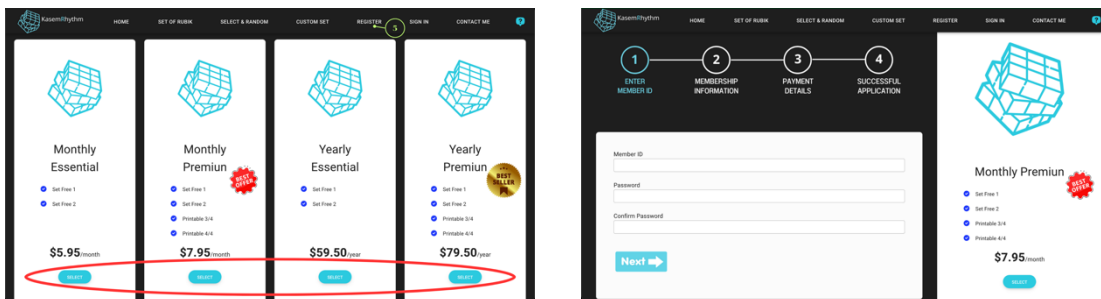 KasemRhythm
HOME
SET OF RUBIK
SELECT & RANDOM
CUSTOM SET
REGISTER
5
SIGN IN
CONTACT ME
?
Monthly
Essential
Set Free 1
Set Free 2
$5.95/month
SELECT
Monthly
Premiun
BEST
OFFER
Set Free 1
Set Free 2
Printable 3/4
Printable 4/4
$7.95/month
SELECT
Yearly
Essential
Set Free 1
Set Free 2
$59.50/year
SELECT
Yearly
Premiun
BEST
SELLER
Set Free 1
Set Free 2
Printable 3/4
Printable 4/4
$79.50/year
SELECT
KasemRhythm
HOME
SET OF RUBIK
SELECT & RANDOM
CUSTOM SET
REGISTER
SIGN IN
CONTACT ME
?
1
ENTER
MEMBER ID
2
MEMBERSHIP
INFORMATION
3
PAYMENT
DETAILS
4
SUCCESSFUL
APPLICATION
Member ID
Password
Confirm Password
Next
Monthly Premiun
BEST
OFFER
Set Free 1
Set Free 2
Printable 3/4
Printable 4/4
$7.95/month
SELECT